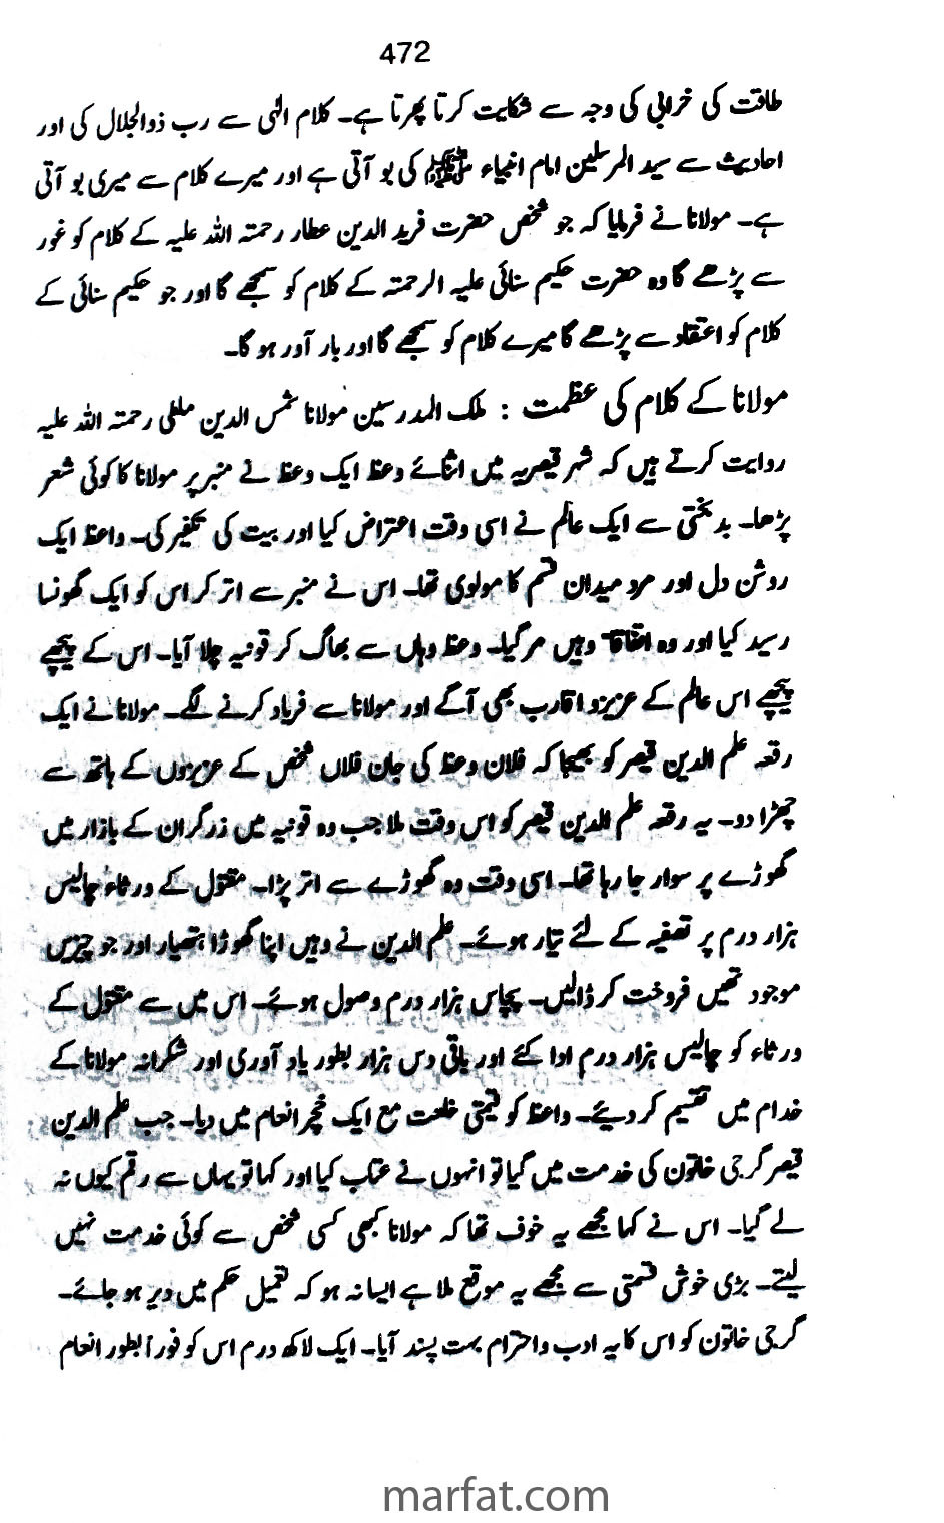 472
طاقت کی خرابی کی وجہ سے شکایت کرتا پھرتا ہے۔ کلام الٰہی سے رب ذوالجلال کی اور
احادیث سے سید المرسلین امام انبیاء ﷺ کی بو آتی ہے اور میرے کلام سے میری بو آتی
ہے۔ مولانا نے فرمایا کہ جو شخص حضرت فرید الدین عطار رحمتہ اللہ علیہ کے کلام کو غور
سے پڑھے گا وہ حضرت حکیم سنائی علیہ الرحمتہ کے کلام کو سمجھے گا اور جو حکیم سنائی کے
کلام کو اعتقاد سے پڑھے گا میرے کلام کو سمجھے گا اور بار آور ہو گا۔
مولانا کے کلام کی عظمت : ملک المدرسین مولانا شمس الدین ملطی رحمتہ اللہ علیہ
روایت کرتے ہیں کہ شہر قیصریہ میں اثنائے وعظ ایک وعظ نے منبر پر مولانا کا کوئی شعر
پڑھا۔ بدبختی سے ایک عالم نے اسی وقت اعتراض کیا اور بیت کی تکفیر کی۔ واعظ ایک
روشن دل اور مرد میدان قسم کا مولوی تھا۔ اس نے منبر سے اتر کر اس کو ایک گھونسا
رسید کیا اور وہ اتفاقاً وہیں مر گیا۔ وعظ وہاں سے بھاگ کر قونیہ چلا آیا۔ اس کے پیچھے
پیچھے اس عالم کے عزیز و اقارب بھی آگے اور مولانا سے فریاد کرنے لگے۔ مولانا نے ایک
رقعہ علم الدین قیصر کو بھیجا کہ فلان وعظ کی جان فلاں شخص کے عزیزوں کے ہاتھ سے
چھڑا دو۔ یہ رقعہ علم الدین قیصر کو اس وقت ملا جب وہ قونیہ میں زرگران کے بازار میں
گھوڑے پر سوار جا رہا تھا۔ اسی وقت وہ گھوڑے سے اتر پڑا۔ مقتول کے ورثاء چالیس
ہزار درم پر تصفیہ کے لئے تیار ہوئے۔ علم الدین نے وہیں اپنا گھوڑا ہتھیار اور جو چیزیں
موجود تھیں فروخت کر ڈالیں۔ پچاس ہزار درم وصول ہوئے۔ اس میں سے مقتول کے
ورثاء کو چالیس ہزار درم ادا کئے اور باقی دس ہزار بطور یاد آوری اور شکرانہ مولانا کے
خدام میں تقسیم کر دیئے۔ واعظ کو قیمتی خلعت مع ایک خچر انعام میں دیا۔ جب علم الدین
قیصر گرجی خاتون کی خدمت میں گیا تو انہوں نے عتاب کیا اور کہا تو یہاں سے رقم کیوں نہ
لے گیا۔ اس نے کہا مجھے یہ خوف تھا کہ مولانا کبھی کسی شخص سے کوئی خدمت نہیں
لیتے۔ بڑی خوش قسمتی سے مجھے یہ موقع ملا ہے ایسا نہ ہو کہ تعمیل حکم میں دیر ہو جائے۔
گرجی خاتون کو اس کا یہ ادب و احترام بہت پسند آیا۔ ایک لاکھ درم اس کو فوراً بطور انعام
marfat.com